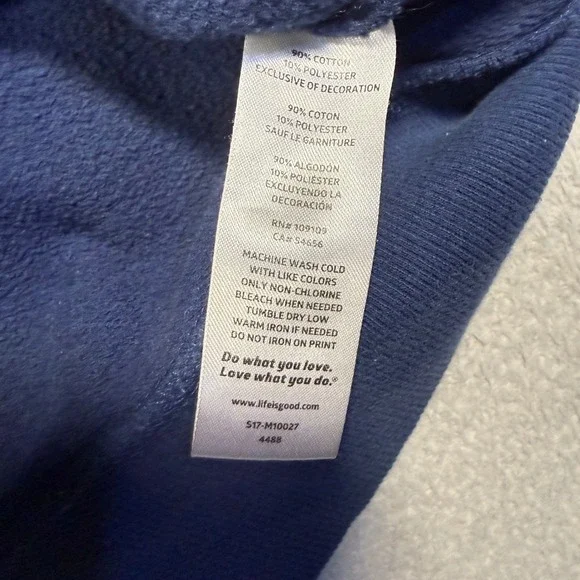 90% COTTON
10% POLYESTER
EXCLUSIVE OF DECORATION
90% COTON
10% POLYESTER
SAUF LE GARNITURE
90% ALGODÓN
10% POLIÉSTER
EXCLUYENDO LA
DECORACIÓN
RN# 109109
CA# 54656
MACHINE WASH COLD
WITH LIKE COLORS
ONLY NON-CHLORINE
BLEACH WHEN NEEDED
TUMBLE DRY LOW
WARM IRON IF NEEDED
DO NOT IRON ON PRINT
Do what you love.
Love what you do.®
www.lifeisgood.com
S17-M10027
4488